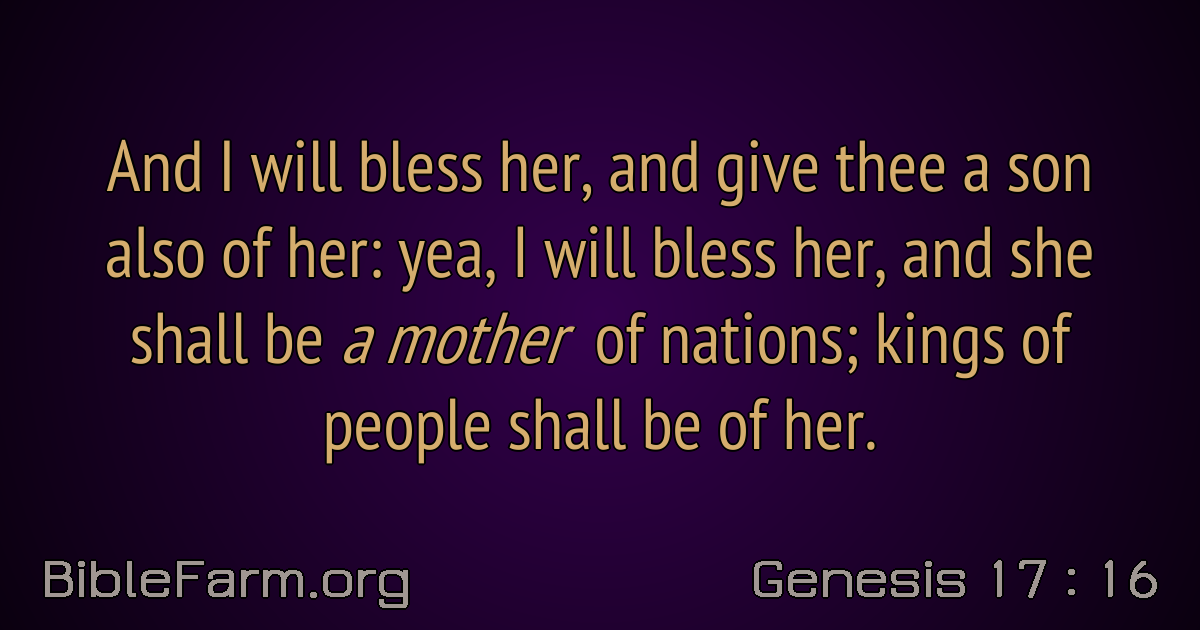 And I will bless her, and give thee a son
also of her: yea, I will bless her, and she
shall be a mother of nations; kings of
people shall be of her.
BibleFarm.org
Genesis 17 : 16